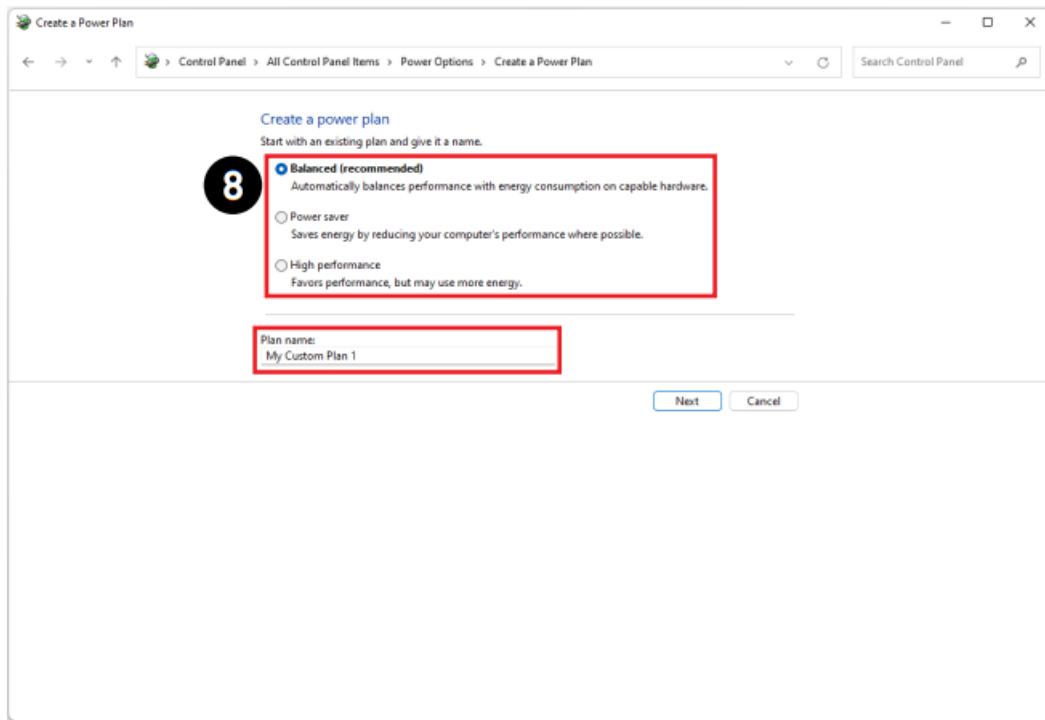 Create a Power Plan
Control Panel > All Control Panel Items > Power Options > Create a Power Plan
Search Control Panel
Create a power plan
Start with an existing plan and give it a name.
8
Balanced (recommended)
Automatically balances performance with energy consumption on capable hardware.
Power saver
Saves energy by reducing your computer's performance where possible.
High performance
Favors performance, but may use more energy.
Plan name:
My Custom Plan 1
Next Cancel